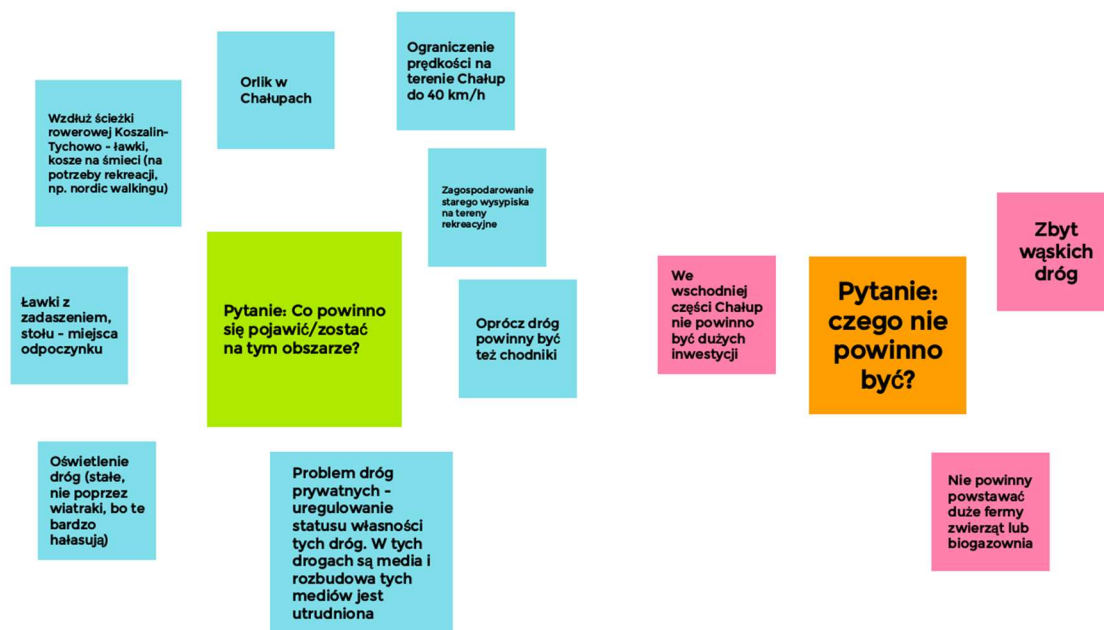 Wzdłuż ścieżki
rowerowej Koszalin-
Tychowo - ławki,
kosze na śmieci (na
potrzeby rekreacji,
np. nordic walkingu)
Orlik w
Chałupach
Ograniczenie
prędkości na
terenie Chałup
do 40 km/h
Zagospodarowanie
starego wysypiska
na tereny
rekreacyjne
Ławki z
zadaszeniem,
stołu - miejsca
odpoczynku
Pytanie: Co powinno
się pojawić/zostać
na tym obszarze?
Oprócz dróg
powinny być
też chodniki
Oświetlenie
dróg (stałe,
nie poprzez
wiatraki, bo te
bardzo
hałasują)
Problem dróg
prywatnych -
uregulowanie
statusu własności
tych dróg. W tych
drogach są media i
rozbudowa tych
mediów jest
utrudniona
We
wschodniej
części Chałup
nie powinno
być dużych
inwestycji
Pytanie:
czego nie
powinno
być?
Zbyt
wąskich
dróg
Nie powinny
powstawać
duże fermy
zwierząt lub
biogazownia